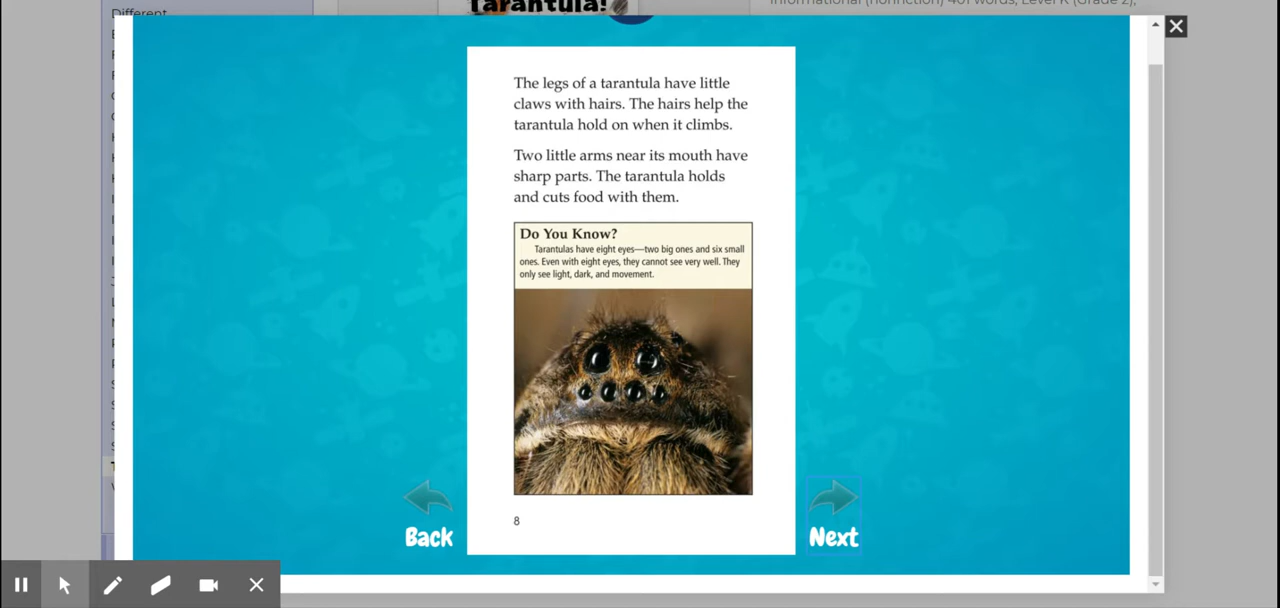 Different
Tarantula!
Informational (nonfiction) 401 words, Level K (Grade 2),
The legs of a tarantula have little
claws with hairs. The hairs help the
tarantula hold on when it climbs.
Two little arms near its mouth have
sharp parts. The tarantula holds
and cuts food with them.
Do You Know?
Tarantulas have eight eyes—two big ones and six small
ones. Even with eight eyes, they cannot see very well. They
only see light, dark, and movement.
8
Back
Next